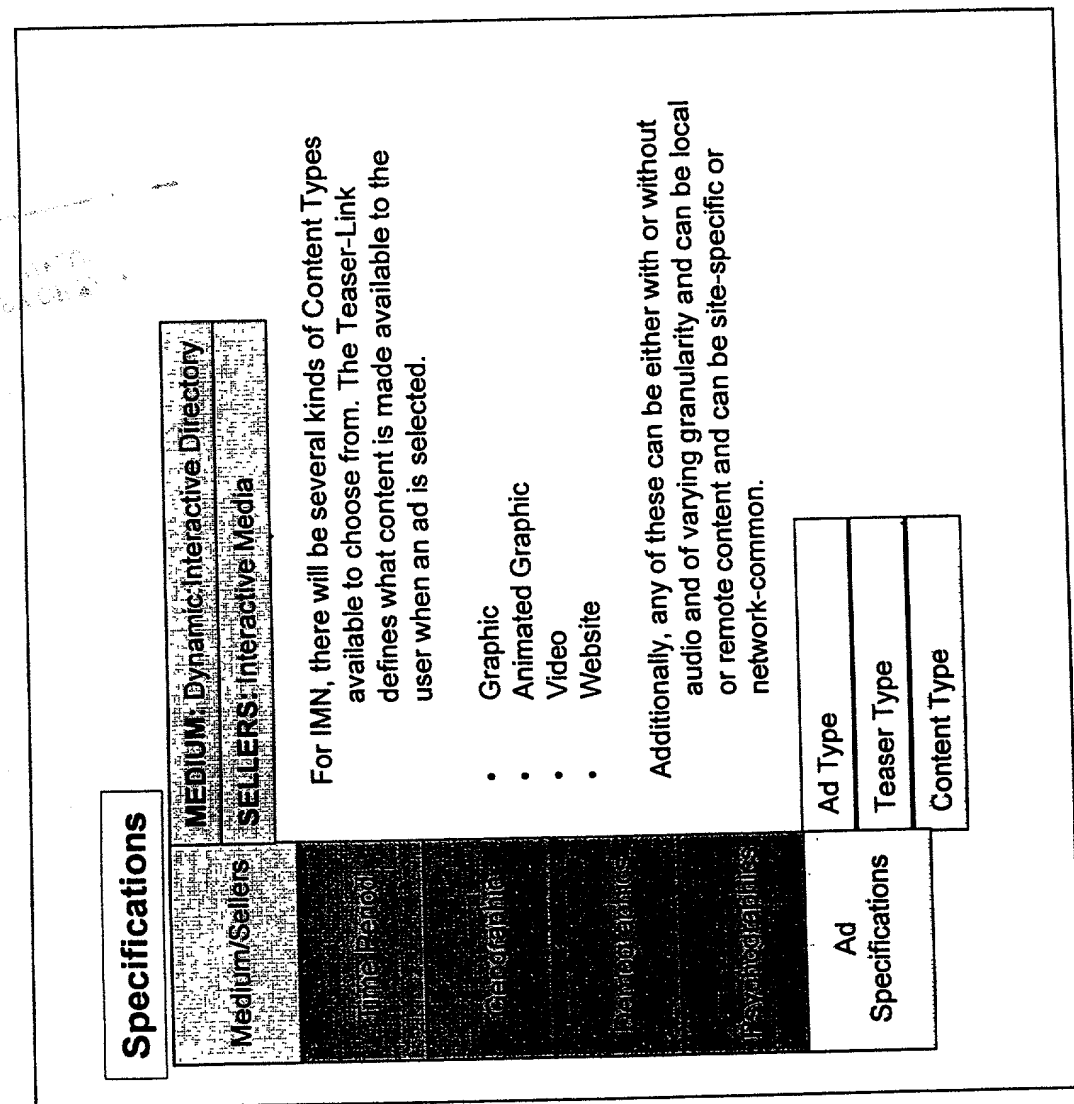 Specifications
Medium/Sellers
MEDIUM: Dynamic Interactive Directory
SELLERS: Interactive Media
Time Period
Demographics
Psychographics
For IMN, there will be several kinds of Content Types
available to choose from. The Teaser-Link
defines what content is made available to the
user when an ad is selected.
• Graphic
• Animated Graphic
• Video
• Website
Additionally, any of these can be either with or without
audio and of varying granularity and can be local
or remote content and can be site-specific or
network-common.
Ad
Specifications
Ad Type
Teaser Type
Content Type